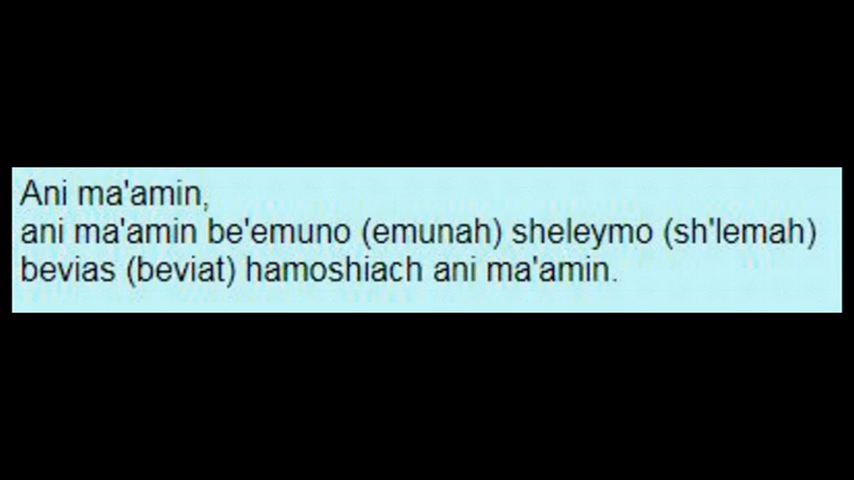 Ani ma'amin,
ani ma'amin be'emuno (emunah) sheleymo (sh'lemah)
bevias (beviat) hamoshiach ani ma'amin.